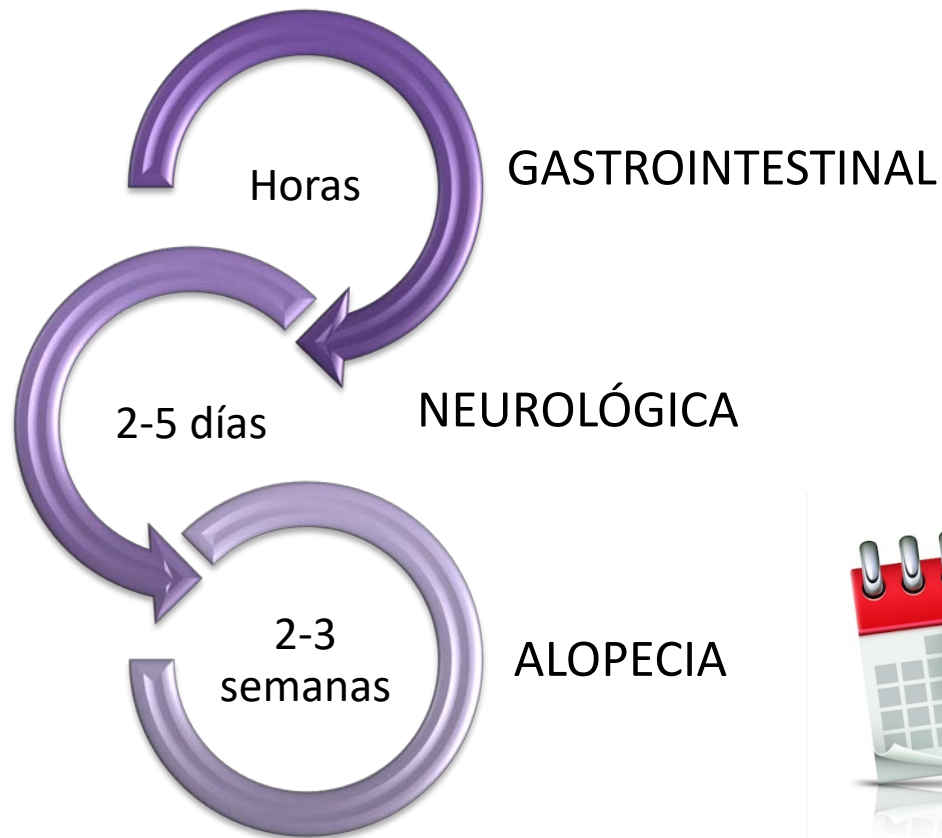 Horas
GASTROINTESTINAL
2-5 días
NEUROLÓGICA
2-3
semanas
ALOPECIA